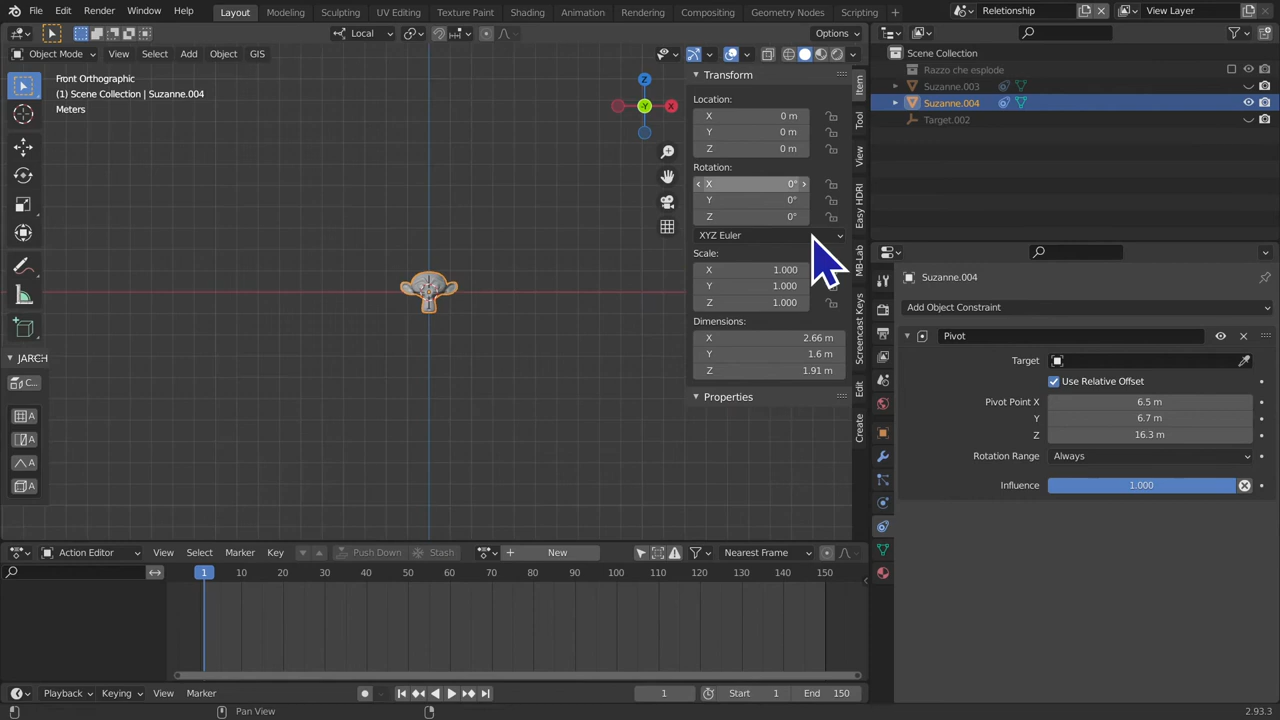 File Edit Render Window Help Layout Modeling Sculpting UV Editing Texture Paint Shading Animation Rendering Compositing Geometry Nodes Scripting + Relationship View Layer
Local Options
Object Mode View Select Add Object GIS
Front Orthographic
(1) Scene Collection | Suzanne.004
Meters
Z
X
-Y
JARCH
C...
A
A
A
A
Transform
Location:
X 0 m
Y 0 m
Z 0 m
Rotation:
X 0°
Y 0°
Z 0°
XYZ Euler
Scale:
X 1.000
Y 1.000
Z 1.000
Dimensions:
X 2.66 m
Y 1.6 m
Z 1.91 m
Properties
Item
Tool
View
Easy HDRI
MB-Lab
Screencast Keys
Edit
Create
Scene Collection
Razzo che esplode
Suzanne.003
Suzanne.004
Target.002
Suzanne.004
Add Object Constraint
Pivot
Target
Use Relative Offset
Pivot Point X 6.5 m
Y 6.7 m
Z 16.3 m
Rotation Range Always
Influence 1.000
Action Editor View Select Marker Key Push Down Stash + New Nearest Frame
1 10 20 30 40 50 60 70 80 90 100 110 120 130 140 150
Playback Keying View Marker 1 Start 1 End 150
Pan View 2.93.3